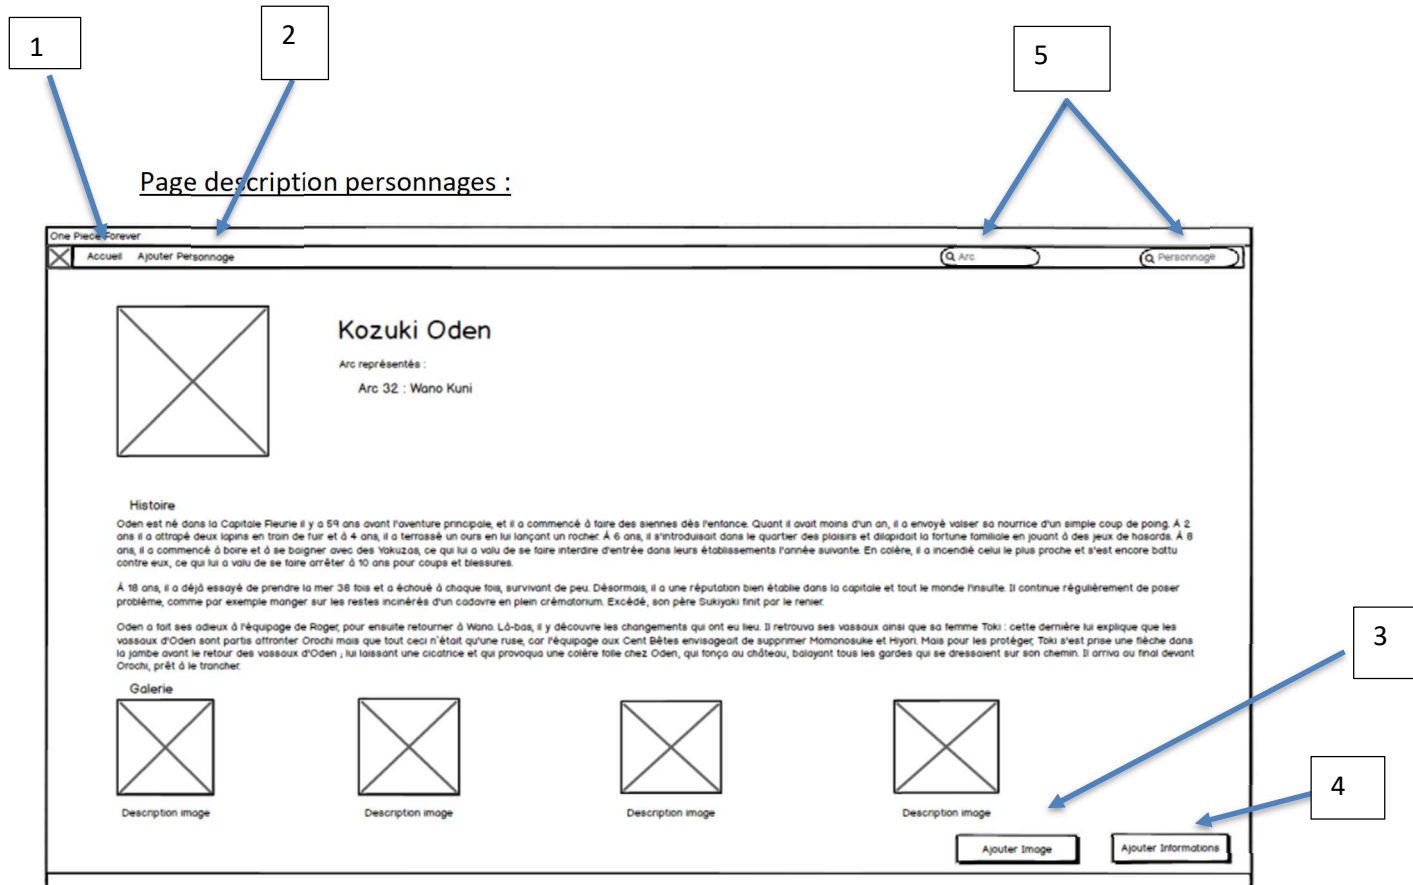 1
2
5
Page description personnages :
One Piece Forever
Accueil Ajouter Personnage Arc Personnage
Kozuki Oden
Arc représentés :
Arc 32 : Wano Kuni
Histoire
Oden est né dans la Capitale Fleurie il y a 59 ans avant l'aventure principale, et il a commencé à faire des siennes dès l'enfance. Quant il avait moins d'un an, il a envoyé valser sa nourrice d'un simple coup de poing. À 2
ans il a attrapé deux lapins en train de fuir et à 4 ans, il a terrassé un ours en lui lançant un rocher. À 6 ans, il s'introduisait dans le quartier des plaisirs et dilapidait la fortune familiale en jouant à des jeux de hasards. À 8
ans, il a commencé à boire et à se baigner avec des Yakuzas, ce qui lui a valu de se faire interdire d'entrée dans leurs établissements l'année suivante. En colère, il a incendié celui le plus proche et s'est encore battu
contre eux, ce qui lui a valu de se faire arrêter à 10 ans pour coups et blessures.
À 18 ans, il a déjà essayé de prendre la mer 38 fois et a échoué à chaque fois, survivant de peu. Désormais, il a une réputation bien établie dans la capitale et tout le monde l'insulte. Il continue régulièrement de poser
problème, comme par exemple manger sur les restes incinérés d'un cadavre en plein crématorium. Excédé, son père Sukiyaki finit par le renier.
Oden a fait ses adieux à l'équipage de Roger, pour ensuite retourner à Wano. Là-bas, il y découvre les changements qui ont eu lieu. Il retrouva ses vassaux ainsi que sa femme Toki : cette dernière lui explique que les
vassaux d'Oden sont partis affronter Orochi mais que tout ceci n'était qu'une ruse, car l'équipage aux Cent Bêtes envisageait de supprimer Momonosuke et Hiyori. Mais pour les protéger, Toki s'est prise une flèche dans
la jambe avant le retour des vassaux d'Oden ; lui laissant une cicatrice et qui provoqua une colère folle chez Oden, qui fonça au château, balayant tous les gardes qui se dressaient sur son chemin. Il arriva au final devant
Orochi, prêt à le trancher.
3
Galerie
Description image Description image Description image Description image
4
Ajouter Image Ajouter Informations